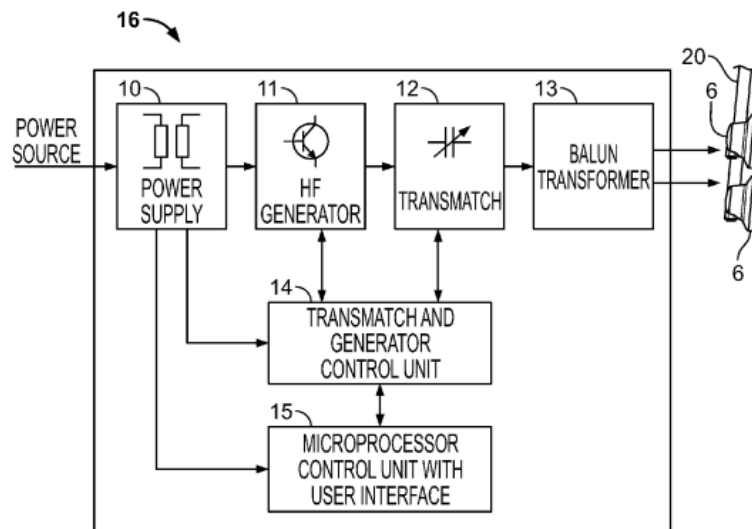 16
10
11
12
13
20
6
POWER
SOURCE
POWER
SUPPLY
HF
GENERATOR
TRANSMATCH
BALUN
TRANSFORMER
6
14
TRANSMATCH AND
GENERATOR
CONTROL UNIT
15
MICROPROCESSOR
CONTROL UNIT WITH
USER INTERFACE